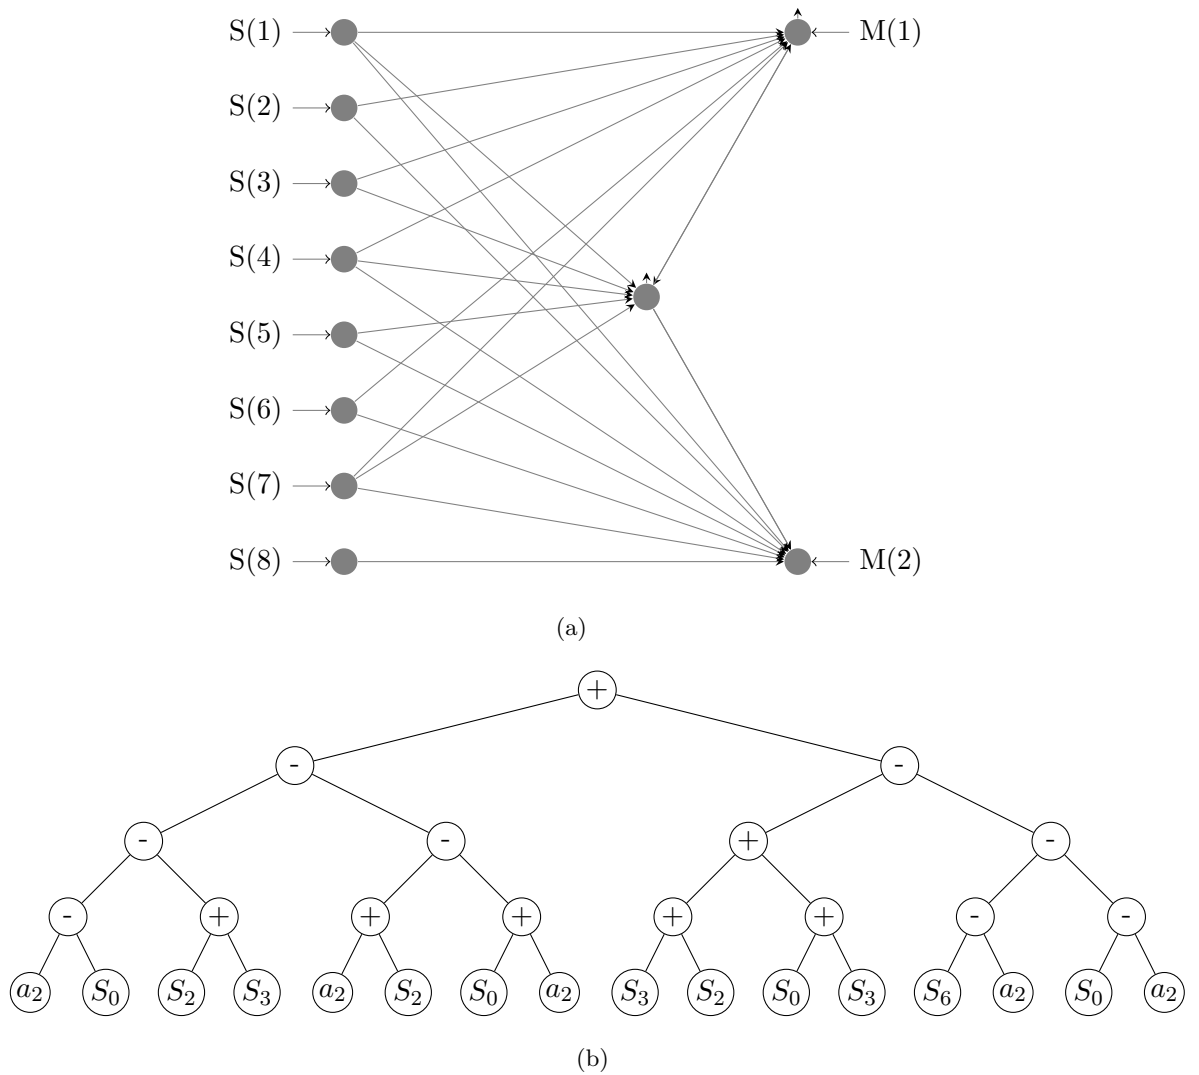 S(1) M(1)
S(2)
S(3)
S(4)
S(5)
S(6)
S(7)
S(8) M(2)
(a)
+
- -
- - + -
- + + + + + - -
a₂ S₀ S₂ S₃ a₂ S₂ S₀ a₂ S₃ S₂ S₀ S₃ S₆ a₂ S₀ a₂
(b)